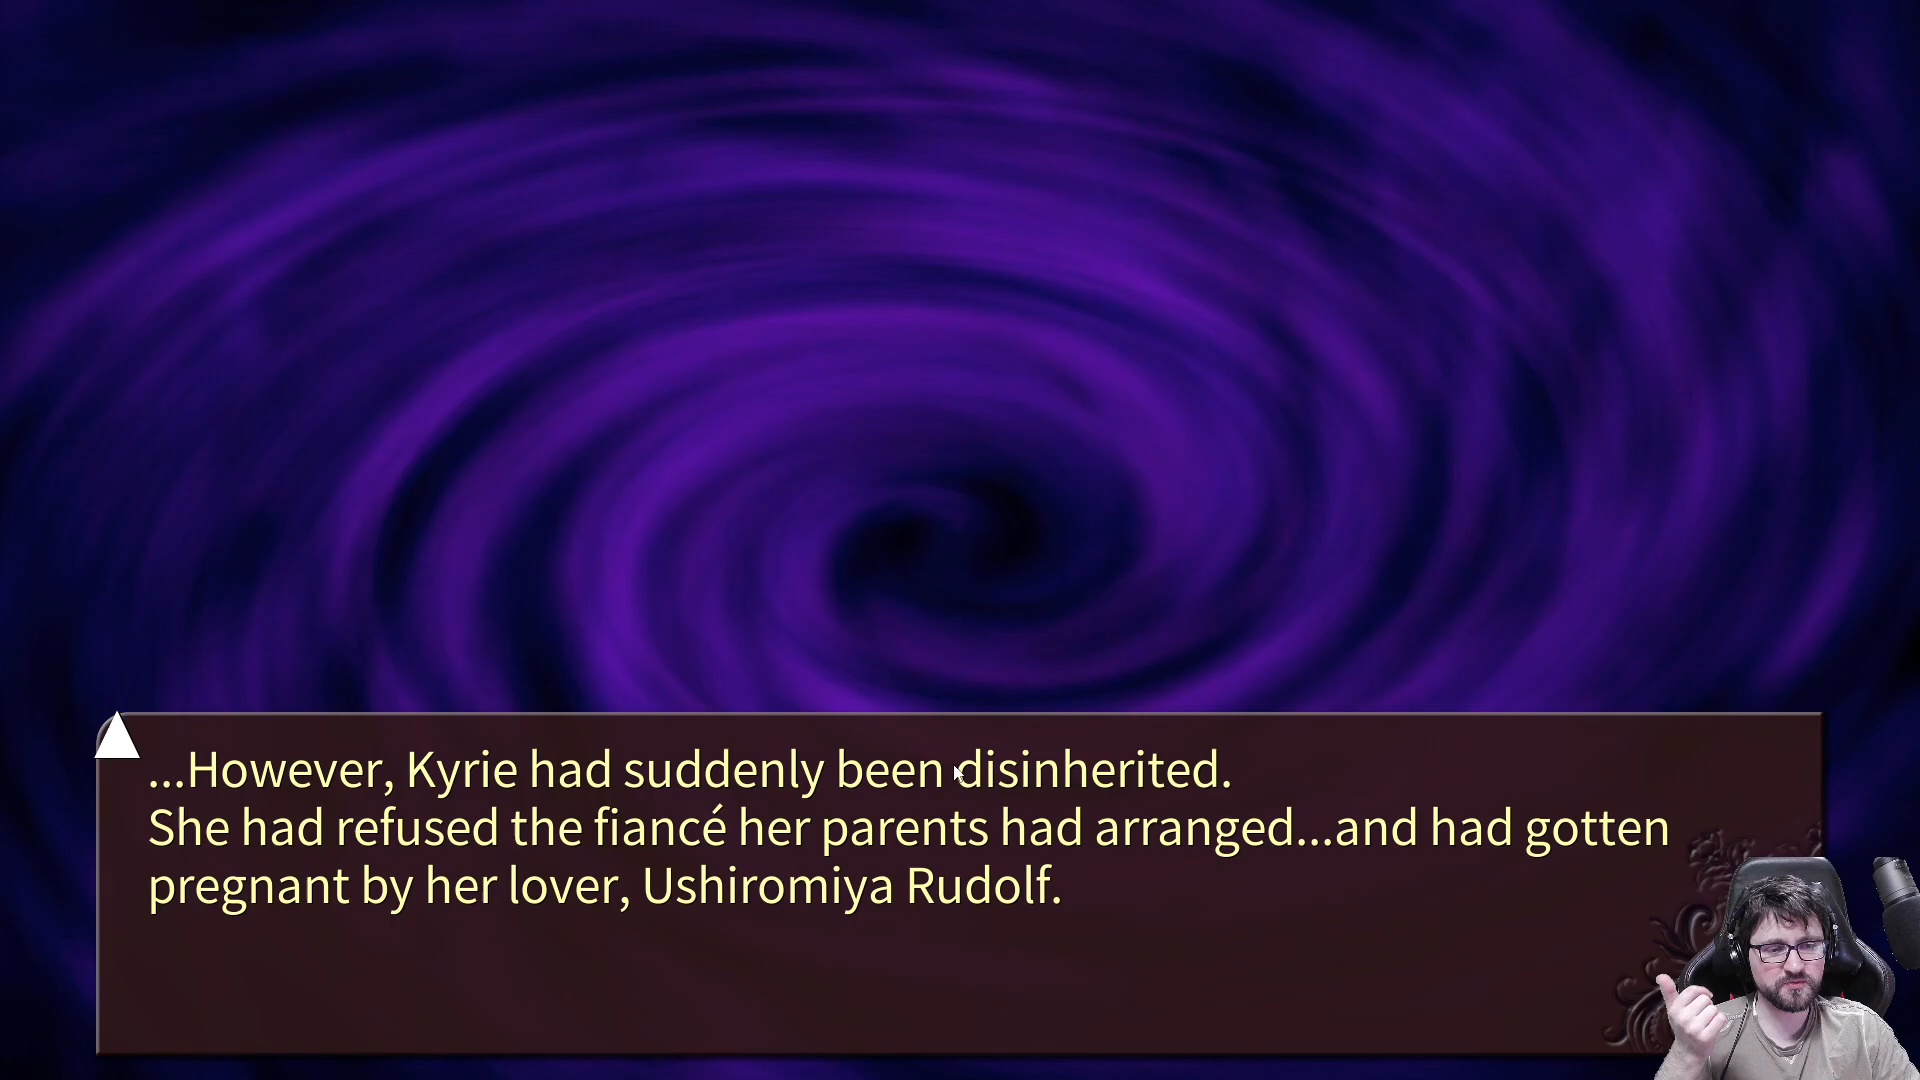 ...However, Kyrie had suddenly been disinherited.
She had refused the fiancé her parents had arranged...and had gotten
pregnant by her lover, Ushiromiya Rudolf.